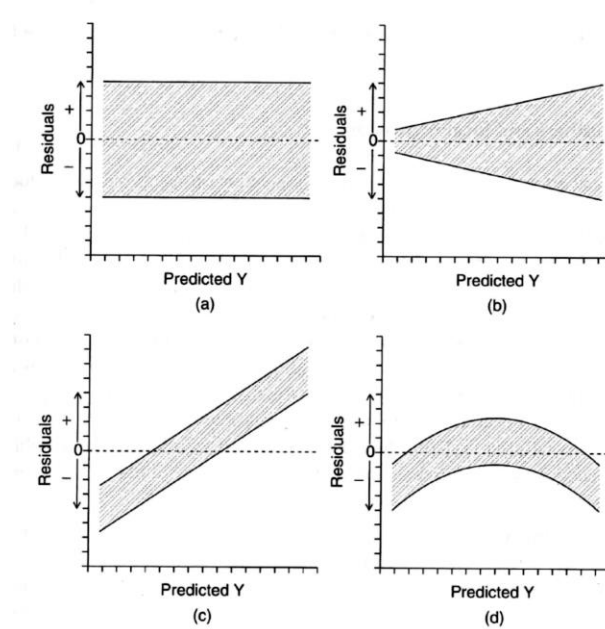 Residuals
+
0
−
Predicted Y
(a)
Residuals
+
0
−
Predicted Y
(b)
Residuals
+
0
−
Predicted Y
(c)
Residuals
+
0
−
Predicted Y
(d)